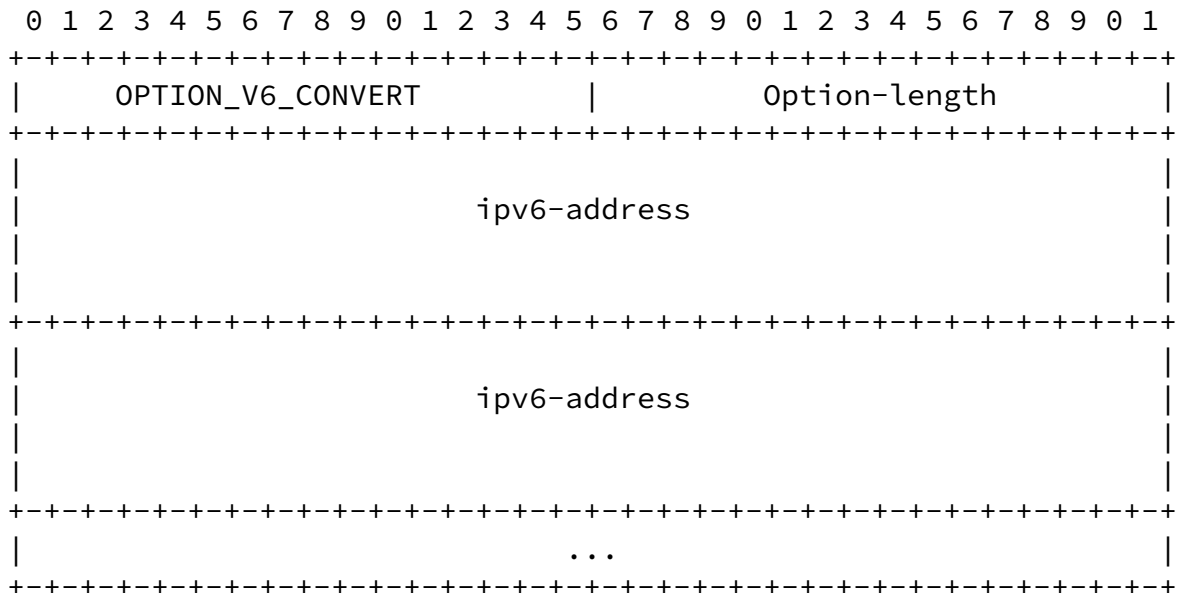 0 1 2 3 4 5 6 7 8 9 0 1 2 3 4 5 6 7 8 9 0 1 2 3 4 5 6 7 8 9 0 1
+-+-+-+-+-+-+-+-+-+-+-+-+-+-+-+-+-+-+-+-+-+-+-+-+-+-+-+-+-+-+-+-+
|     OPTION_V6_CONVERT         |         Option-length         |
+-+-+-+-+-+-+-+-+-+-+-+-+-+-+-+-+-+-+-+-+-+-+-+-+-+-+-+-+-+-+-+-+
|                                                               |
|                         ipv6-address                          |
|                                                               |
|                                                               |
+-+-+-+-+-+-+-+-+-+-+-+-+-+-+-+-+-+-+-+-+-+-+-+-+-+-+-+-+-+-+-+-+
|                                                               |
|                         ipv6-address                          |
|                                                               |
|                                                               |
+-+-+-+-+-+-+-+-+-+-+-+-+-+-+-+-+-+-+-+-+-+-+-+-+-+-+-+-+-+-+-+-+
|                              ...                              |
+-+-+-+-+-+-+-+-+-+-+-+-+-+-+-+-+-+-+-+-+-+-+-+-+-+-+-+-+-+-+-+-+